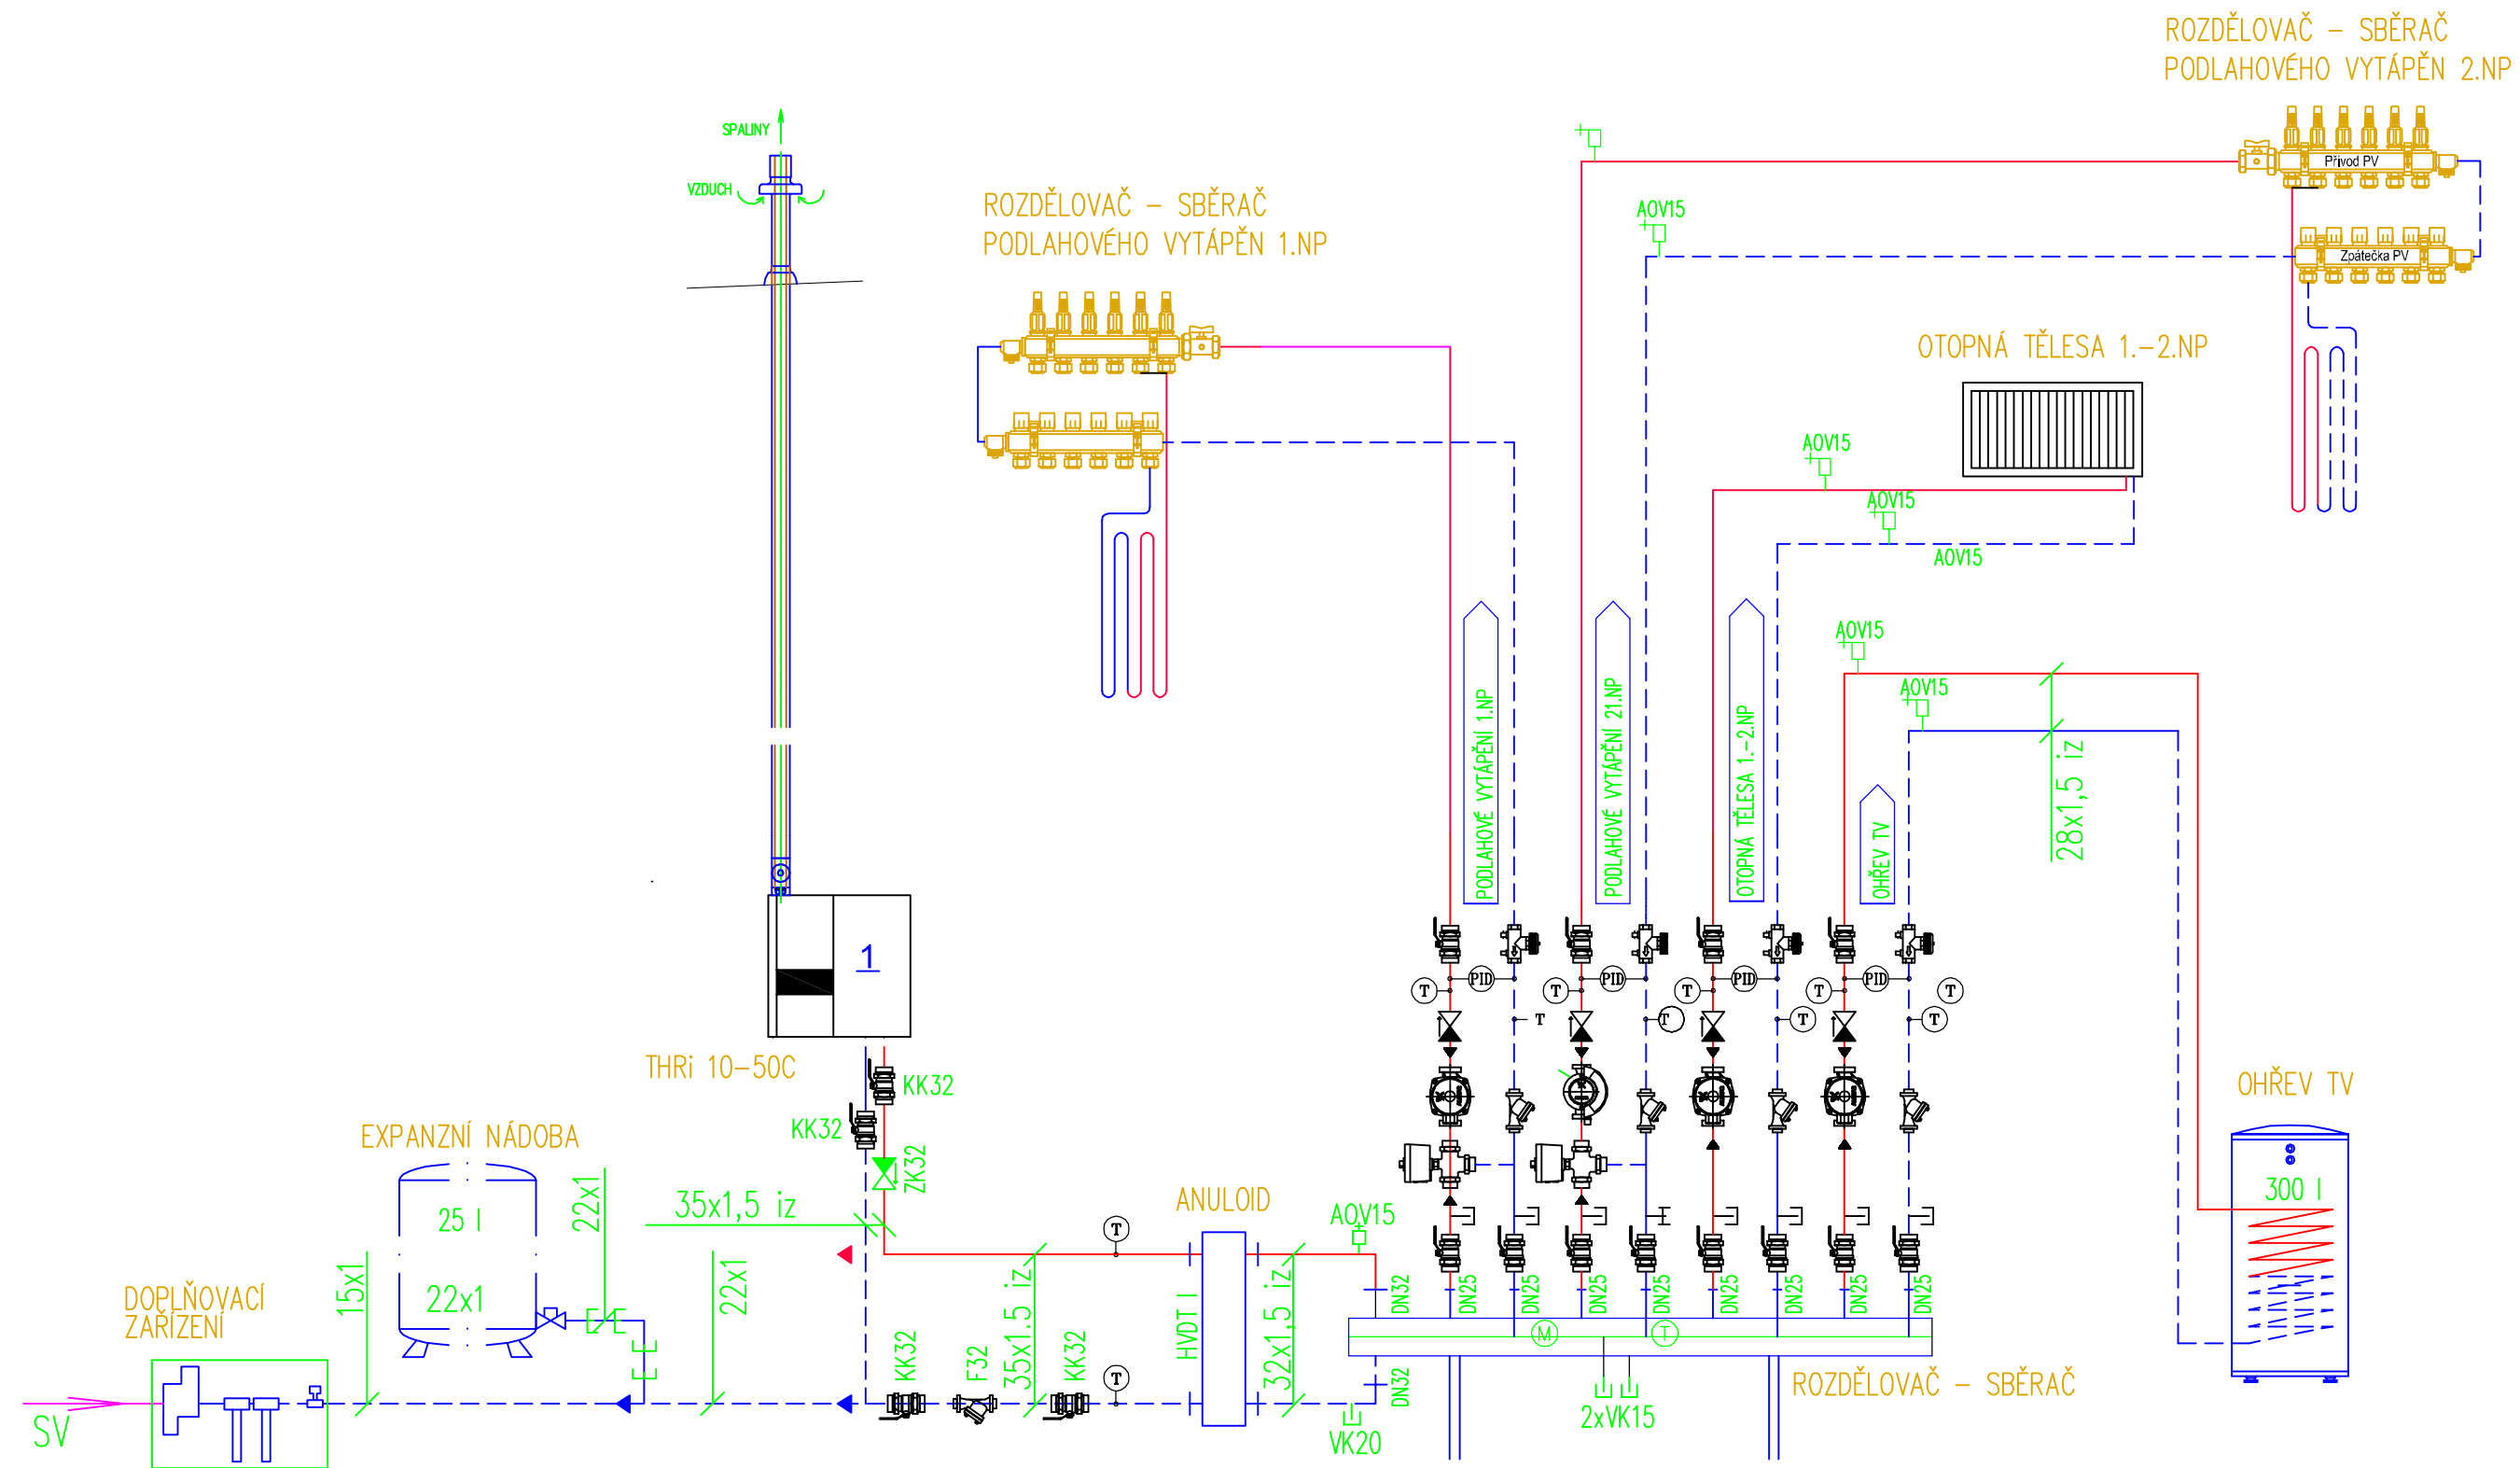 ROZDĚLOVAČ – SBĚRAČ
PODLAHOVÉHO VYTÁPĚN 2.NP
SPALINY
VZDUCH
Přívod PV
ROZDĚLOVAČ – SBĚRAČ
PODLAHOVÉHO VYTÁPĚN 1.NP
AOV15
Zpátečka PV
OTOPNÁ TĚLESA 1.–2.NP
AOV15
AOV15
AOV15
AOV15
AOV15
28x1,5 iz
PODLAHOVÉ VYTÁPĚNÍ 1.NP
PODLAHOVÉ VYTÁPĚNÍ 21.NP
OTOPNÁ TĚLESA 1.–2.NP
OHŘEV TV
1
PID
PID
PID
PID
T
T
T
T
T
T
T
T
T
THRi 10–50C
KK32
KK32
ZK32
OHŘEV TV
300 l
EXPANZNÍ NÁDOBA
25 l
22x1
22x1
35x1,5 iz
T
ANULOID
AOV15
DOPLŇOVACÍ
ZAŘÍZENÍ
15x1
22x1
35x1.5 iz
HVDT I
32x1,5 iz
DN32
DN25
DN25
DN25
DN25
DN25
DN25
DN25
DN25
M
T
KK32
F32
KK32
T
DN32
ROZDĚLOVAČ – SBĚRAČ
SV
VK20
2xVK15